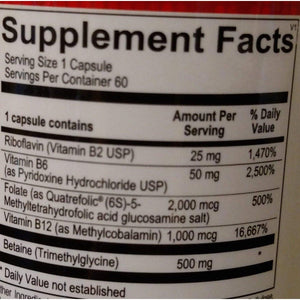 V1
Supplement Facts
Serving Size 1 Capsule
Servings Per Container 60
1 capsule contains Amount Per Serving % Daily Value
Riboflavin (Vitamin B2 USP) 25 mg 1,470%
Vitamin B6 50 mg 2,500%
(as Pyridoxine Hydrochloride USP)
Folate (as Quatrefolic® (6S)-5- 2,000 mcg 500%
Methyltetrahydrofolic acid glucosamine salt)
Vitamin B12 (as Methylcobalamin) 1,000 mcg 16,667%
Betaine (Trimethylglycine) 500 mg *
* Daily Value not established